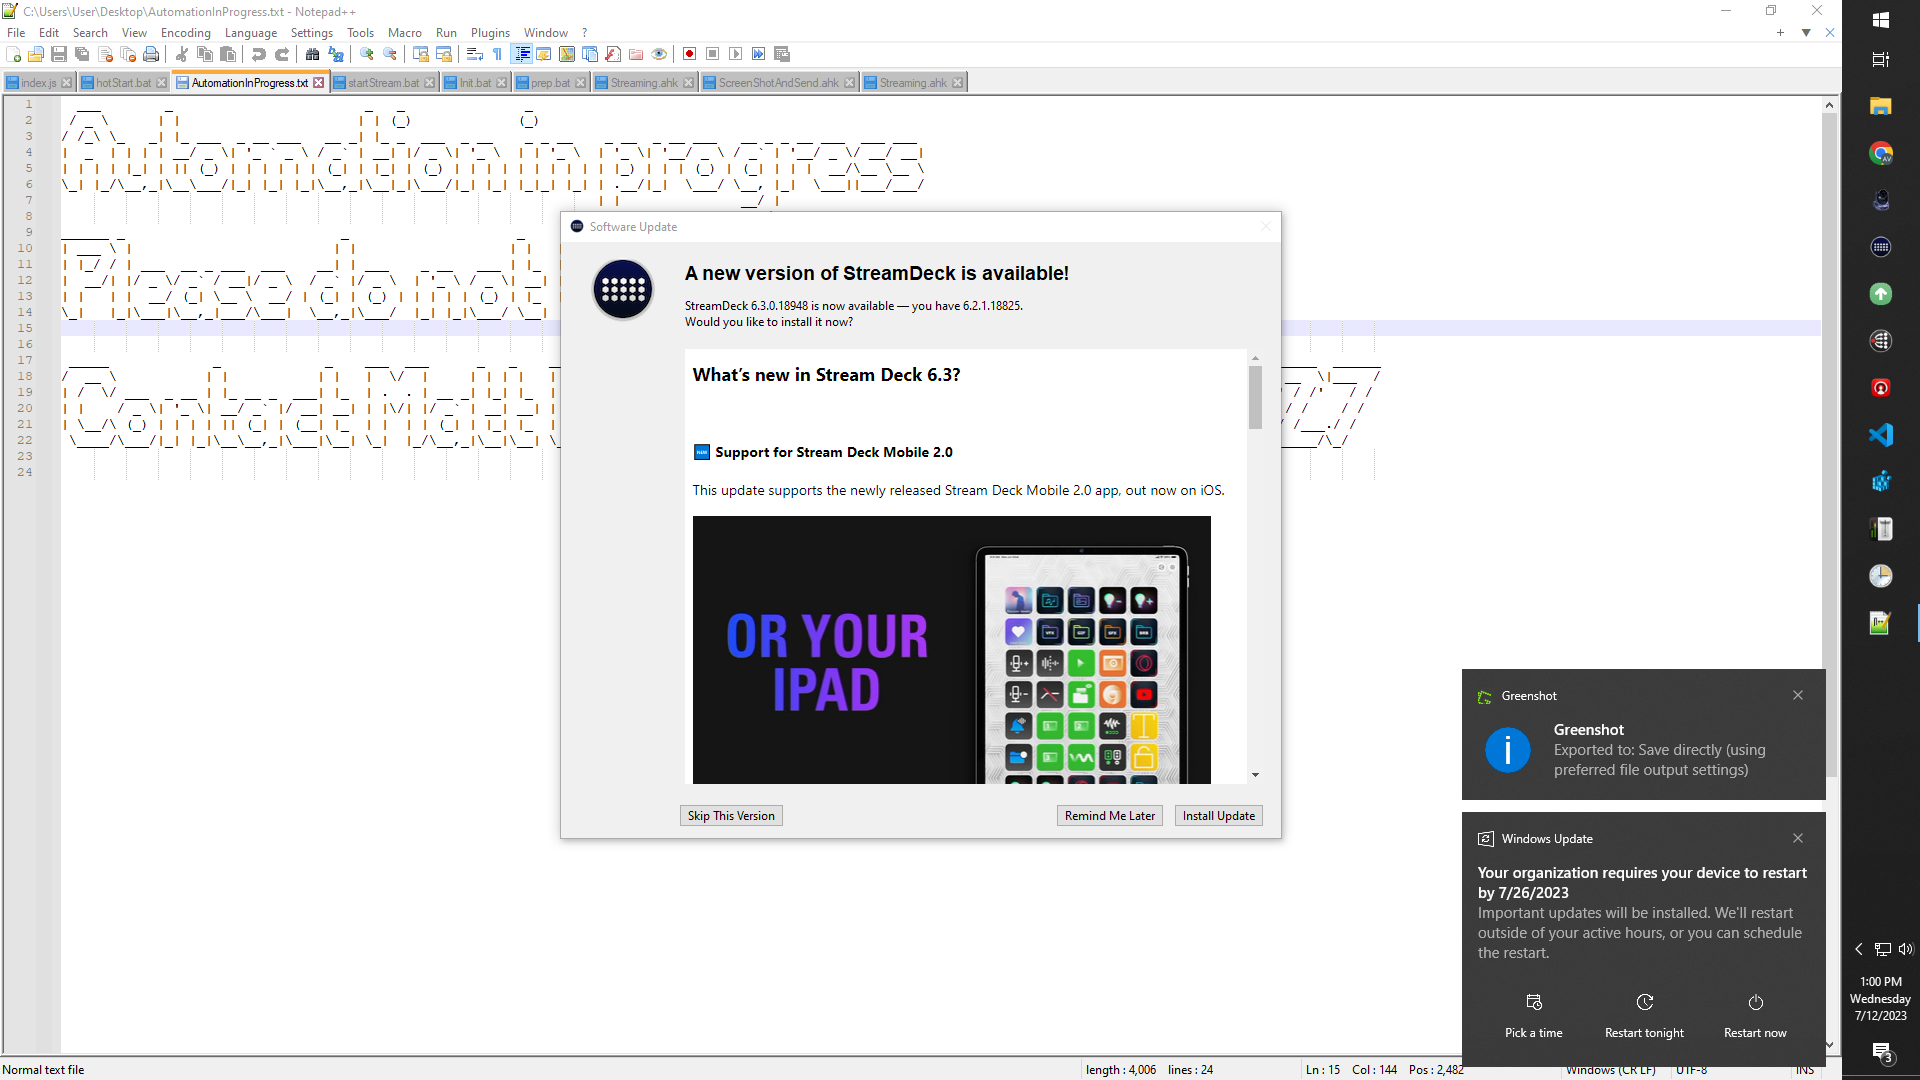 C:\Users\User\Desktop\AutomationInProgress.txt - Notepad++
File Edit Search View Encoding Language Settings Tools Macro Run Plugins Window ?
index.js hotStart.bat AutomationInProgress.txt startStream.bat Init.bat prep.bat Streaming.ahk ScreenShotAndSend.ahk Streaming.ahk
1
2
3
4
5
6
7
8
9
10
11
12
13
14
15
16
17
18
19
20
21
22
23
24
Automation in progress
Please do not
Contact Matt
Software Update
A new version of StreamDeck is available!
StreamDeck 6.3.0.18948 is now available — you have 6.2.1.18825.
Would you like to install it now?
What's new in Stream Deck 6.3?
NEW Support for Stream Deck Mobile 2.0
This update supports the newly released Stream Deck Mobile 2.0 app, out now on iOS.
OR YOUR
IPAD
Skip This Version Remind Me Later Install Update
Greenshot
Greenshot
Exported to: Save directly (using
preferred file output settings)
Windows Update
Your organization requires your device to restart
by 7/26/2023
Important updates will be installed. We'll restart
outside of your active hours, or you can schedule
the restart.
Pick a time Restart tonight Restart now
1:00 PM
Wednesday
7/12/2023
3
Normal text file length : 4,006 lines : 24 Ln : 15 Col : 144 Pos : 2,482 Windows (CR LF) UTF-8 INS